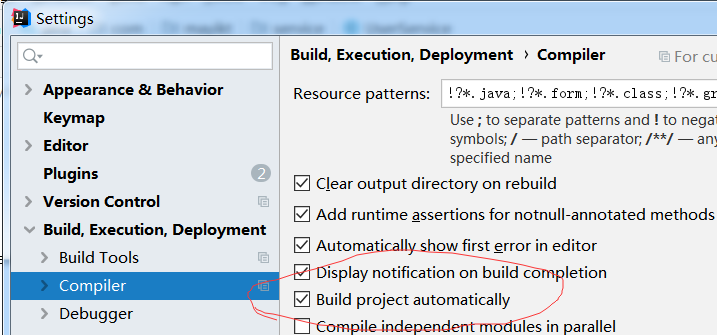 Settings
Build, Execution, Deployment › Compiler
For cu
Appearance & Behavior
Keymap
Editor
Plugins
2
Version Control
Build, Execution, Deployment
Build Tools
Compiler
Debugger
Resource patterns:
!?*.java;!?*.form;!?*.class;!?*.gr
Use ; to separate patterns and ! to negat
symbols; / — path separator; /**/ — any
specified name
Clear output directory on rebuild
Add runtime assertions for notnull-annotated methods
Automatically show first error in editor
Display notification on build completion
Build project automatically
Compile independent modules in parallel